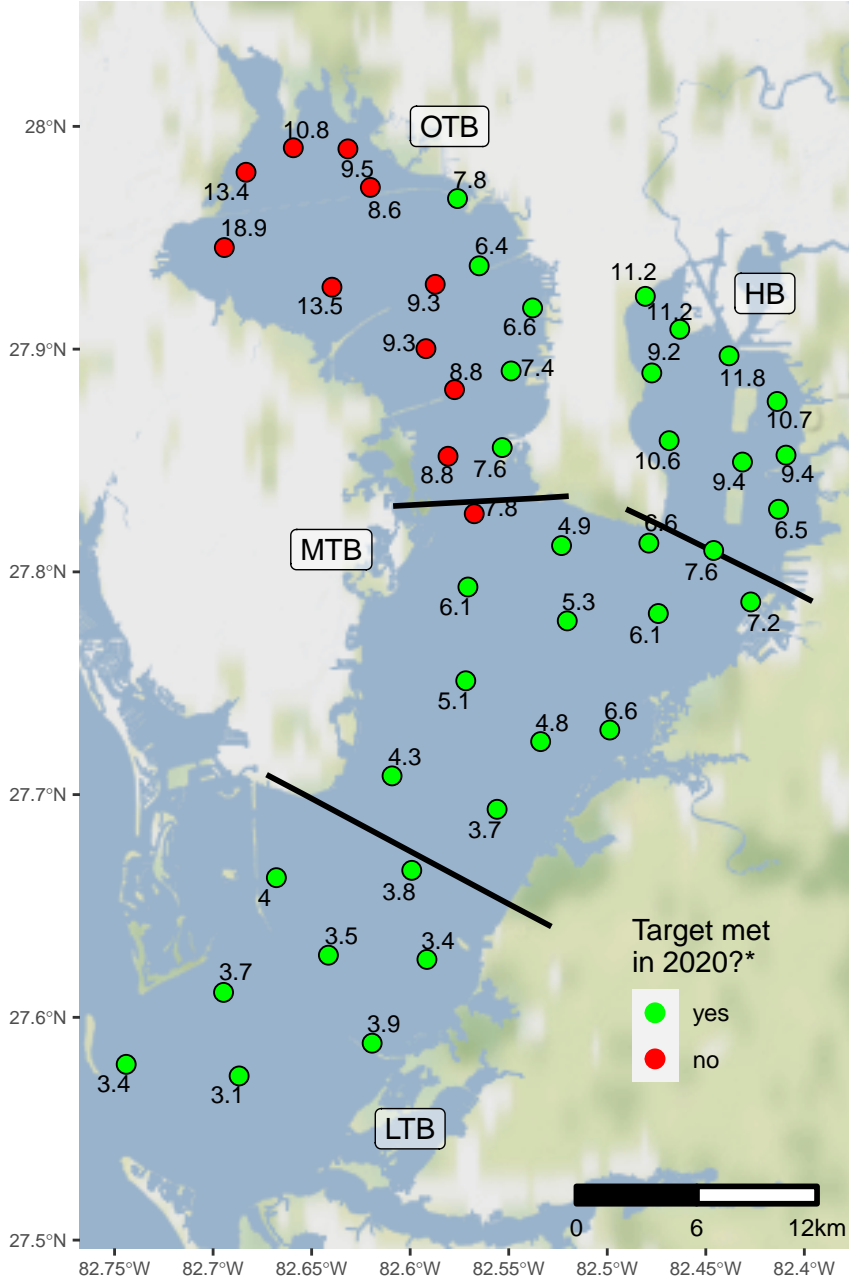 28°N
27.9°N
27.8°N
27.7°N
27.6°N
27.5°N
82.75°W
82.7°W
82.65°W
82.6°W
82.55°W
82.5°W
82.45°W
82.4°W
OTB
10.8
9.5
13.4
8.6
7.8
18.9
6.4
13.5
9.3
6.6
9.3
8.8
7.4
8.8
7.6
HB
11.2
11.2
9.2
11.8
10.7
10.6
9.4
9.4
6.5
7.6
MTB
7.8
4.9
6.6
6.1
5.3
6.1
7.2
5.1
4.8
6.6
4.3
3.7
3.8
4
3.5
3.4
3.7
3.9
3.4
3.1
LTB
Target met
in 2020?*
yes
no
0
6
12km